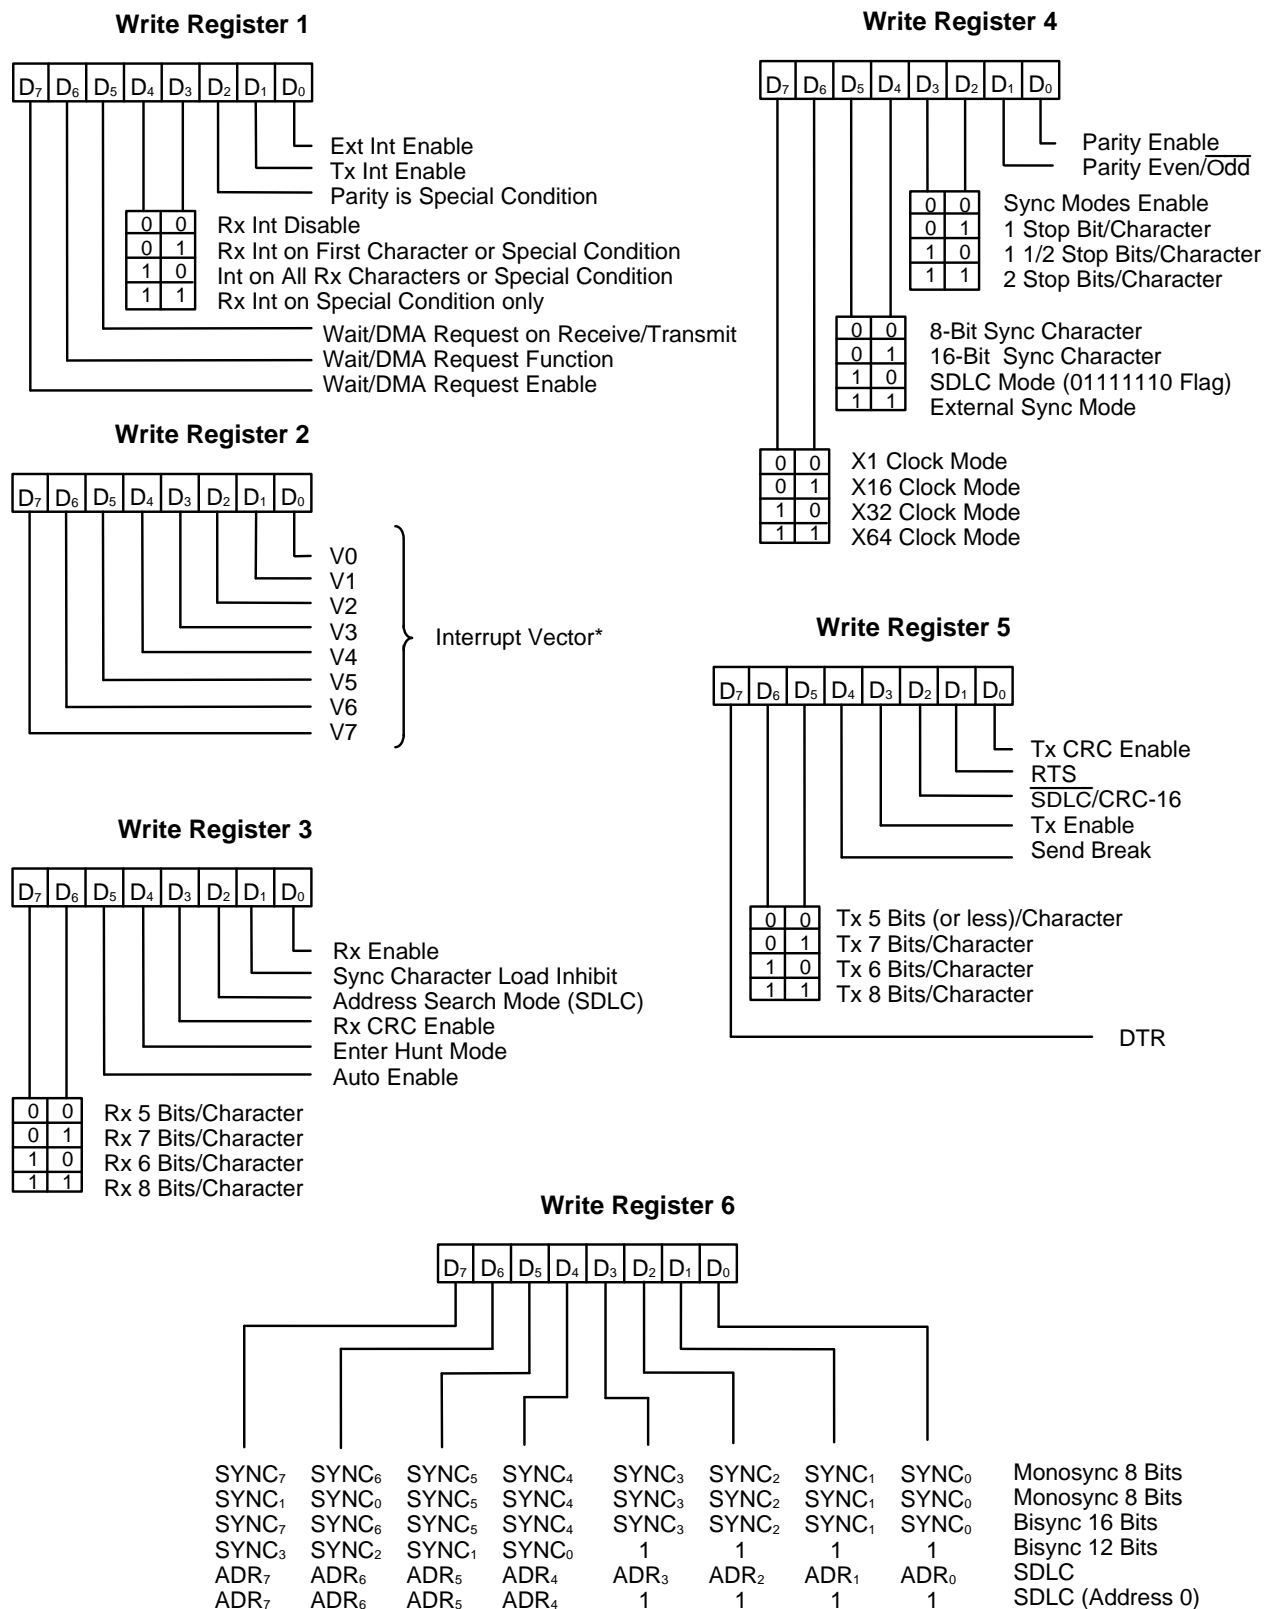 Write Register 1
D7 D6 D5 D4 D3 D2 D1 D0
Ext Int Enable
Tx Int Enable
Parity is Special Condition
0 0 Rx Int Disable
0 1 Rx Int on First Character or Special Condition
1 0 Int on All Rx Characters or Special Condition
1 1 Rx Int on Special Condition only
Wait/DMA Request on Receive/Transmit
Wait/DMA Request Function
Wait/DMA Request Enable
Write Register 2
D7 D6 D5 D4 D3 D2 D1 D0
V0
V1
V2
V3
V4
V5
V6
V7
Interrupt Vector*
Write Register 3
D7 D6 D5 D4 D3 D2 D1 D0
Rx Enable
Sync Character Load Inhibit
Address Search Mode (SDLC)
Rx CRC Enable
Enter Hunt Mode
Auto Enable
0 0 Rx 5 Bits/Character
0 1 Rx 7 Bits/Character
1 0 Rx 6 Bits/Character
1 1 Rx 8 Bits/Character
Write Register 4
D7 D6 D5 D4 D3 D2 D1 D0
Parity Enable
Parity Even/Odd
0 0 Sync Modes Enable
0 1 1 Stop Bit/Character
1 0 1 1/2 Stop Bits/Character
1 1 2 Stop Bits/Character
0 0 8-Bit Sync Character
0 1 16-Bit Sync Character
1 0 SDLC Mode (01111110 Flag)
1 1 External Sync Mode
0 0 X1 Clock Mode
0 1 X16 Clock Mode
1 0 X32 Clock Mode
1 1 X64 Clock Mode
Write Register 5
D7 D6 D5 D4 D3 D2 D1 D0
Tx CRC Enable
RTS
SDLC/CRC-16
Tx Enable
Send Break
0 0 Tx 5 Bits (or less)/Character
0 1 Tx 7 Bits/Character
1 0 Tx 6 Bits/Character
1 1 Tx 8 Bits/Character
DTR
Write Register 6
D7 D6 D5 D4 D3 D2 D1 D0
SYNC7 SYNC6 SYNC5 SYNC4 SYNC3 SYNC2 SYNC1 SYNC0 Monosync 8 Bits
SYNC1 SYNC0 SYNC5 SYNC4 SYNC3 SYNC2 SYNC1 SYNC0 Monosync 8 Bits
SYNC7 SYNC6 SYNC5 SYNC4 SYNC3 SYNC2 SYNC1 SYNC0 Bisync 16 Bits
SYNC3 SYNC2 SYNC1 SYNC0 1 1 1 1 Bisync 12 Bits
ADR7 ADR6 ADR5 ADR4 ADR3 ADR2 ADR1 ADR0 SDLC
ADR7 ADR6 ADR5 ADR4 1 1 1 1 SDLC (Address 0)